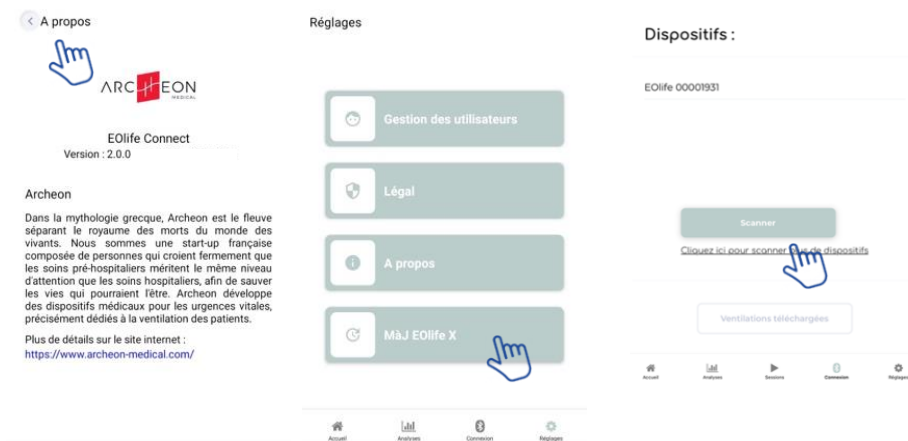 A propos
ARCHEON
MEDICAL
EOlife Connect
Version : 2.0.0
Archeon
Dans la mythologie grecque, Archeon est le fleuve
séparant le royaume des morts du monde des
vivants. Nous sommes une start-up française
composée de personnes qui croient fermement que
les soins pré-hospitaliers méritent le même niveau
d'attention que les soins hospitaliers, afin de sauver
les vies qui pourraient l'être. Archeon développe
des dispositifs médicaux pour les urgences vitales,
précisément dédiés à la ventilation des patients.
Plus de détails sur le site internet :
https://www.archeon-medical.com/
Réglages
Gestion des utilisateurs
Légal
A propos
MàJ EOlife X
Accueil
Analyses
Connexion
Réglages
Dispositifs :
EOlife 00001931
Scanner
Cliquez ici pour scanner plus de dispositifs
Ventilations téléchargées
Accueil
Analyses
Sessions
Connexion
Réglages